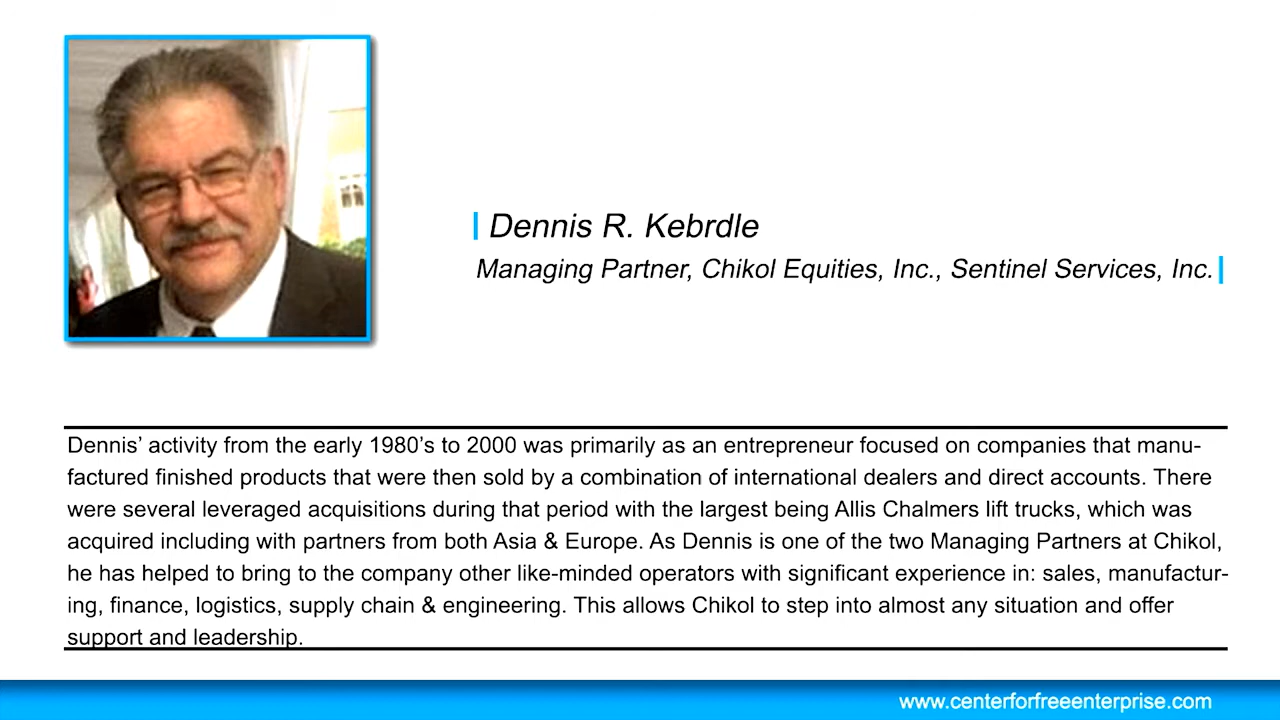 Dennis R. Kebrdle
Managing Partner, Chikol Equities, Inc., Sentinel Services, Inc.
Dennis’ activity from the early 1980’s to 2000 was primarily as an entrepreneur focused on companies that manu-
factured finished products that were then sold by a combination of international dealers and direct accounts. There
were several leveraged acquisitions during that period with the largest being Allis Chalmers lift trucks, which was
acquired including with partners from both Asia & Europe. As Dennis is one of the two Managing Partners at Chikol,
he has helped to bring to the company other like-minded operators with significant experience in: sales, manufactur-
ing, finance, logistics, supply chain & engineering. This allows Chikol to step into almost any situation and offer
support and leadership.
www.centerforfreeenterprise.com